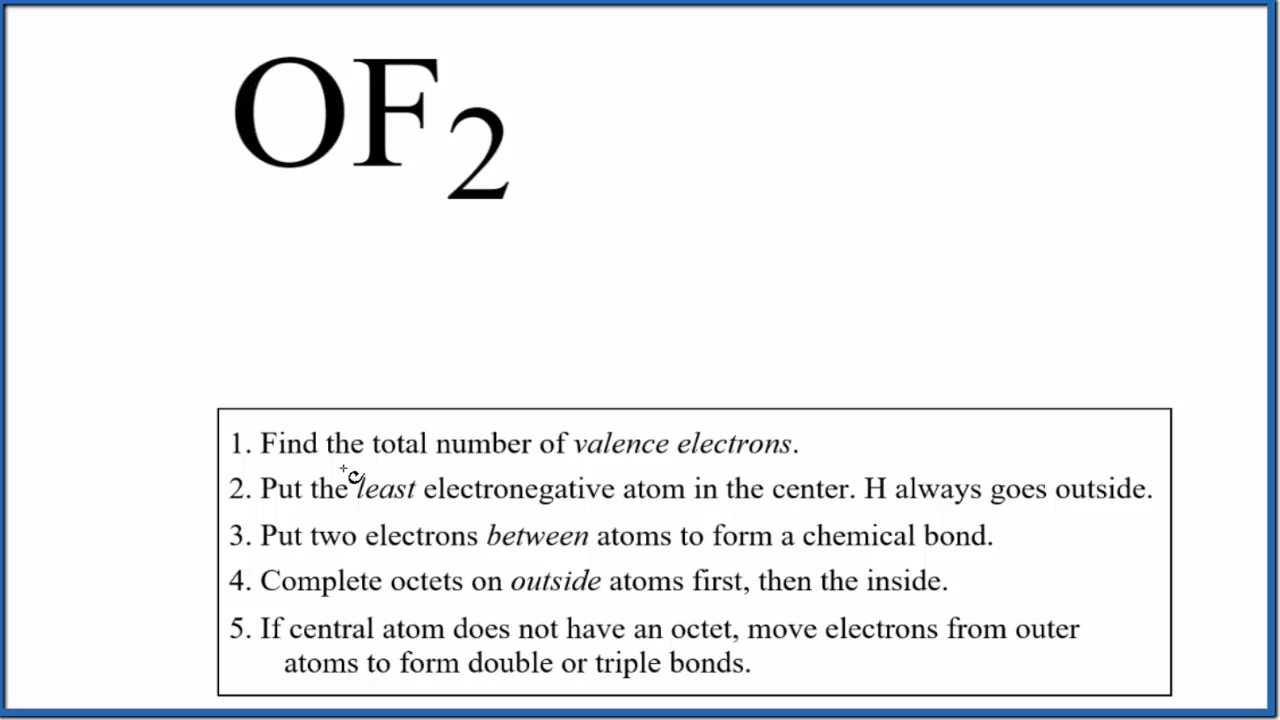 OF2
1. Find the total number of valence electrons.
2. Put the least electronegative atom in the center. H always goes outside.
3. Put two electrons between atoms to form a chemical bond.
4. Complete octets on outside atoms first, then the inside.
5. If central atom does not have an octet, move electrons from outer
atoms to form double or triple bonds.